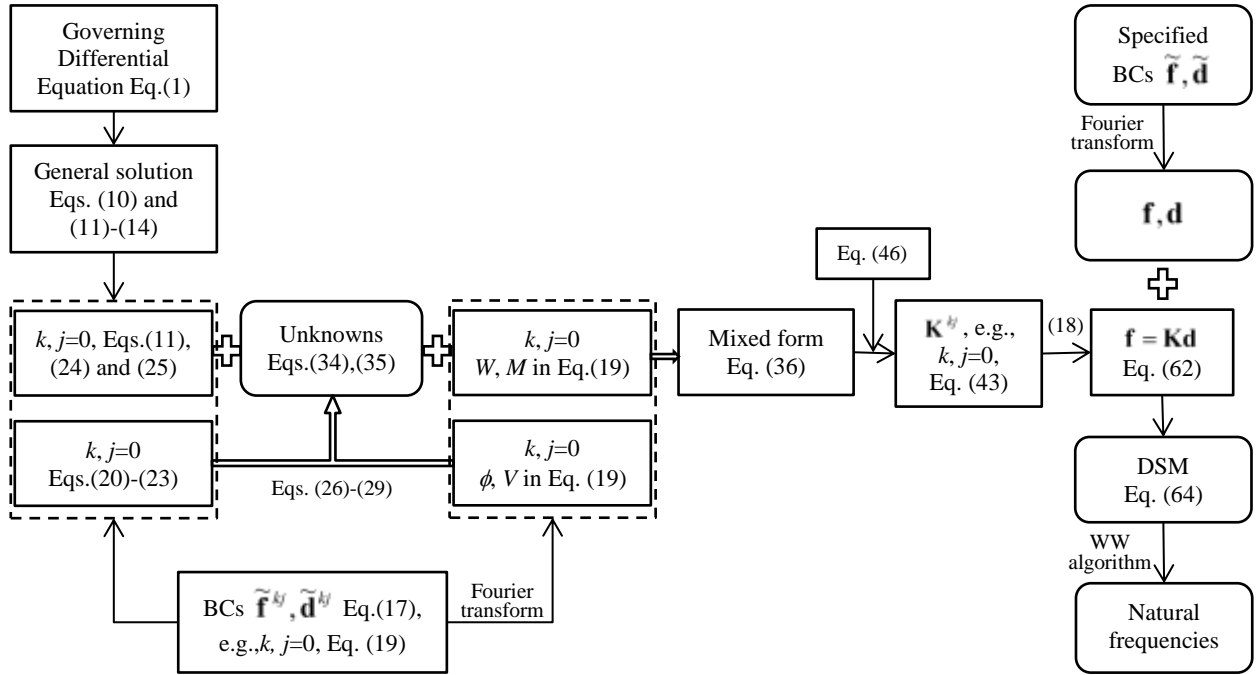 Governing
Differential
Equation Eq.(1)
General solution
Eqs. (10) and
(11)-(14)
k, j=0, Eqs.(11),
(24) and (25)
k, j=0
Eqs.(20)-(23)
Unknowns
Eqs.(34),(35)
Eqs. (26)-(29)
k, j=0
W, M in Eq.(19)
k, j=0
ϕ, V in Eq. (19)
BCs f̃ᵏʲ, d̃ᵏʲ Eq.(17),
e.g.,k, j=0, Eq. (19)
Fourier
transform
Mixed form
Eq. (36)
Eq. (46)
Kᵏʲ, e.g.,
k, j=0,
Eq. (43)
(18)
Specified
BCs f̃, d̃
Fourier
transform
f, d
f = Kd
Eq. (62)
DSM
Eq. (64)
WW
algorithm
Natural
frequencies